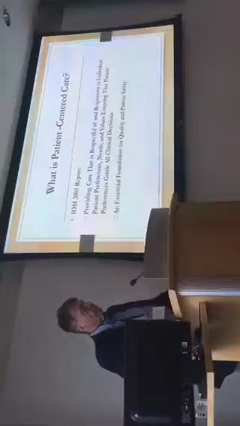 What is Patient-Centered Care?
IOM 2001 Report:
Providing Care That is Respectful of and Responsive to Individual
Patient Preferences, Needs, and Values Ensuring That Patient
Preferences Guide All Clinical Decisions
An Essential Foundation for Quality and Patient Safety